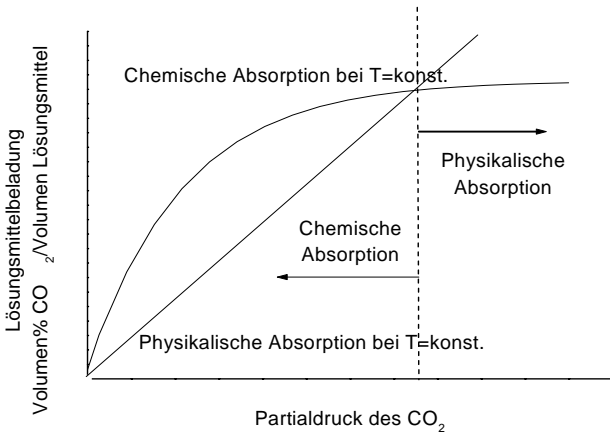 Lösungsmittelbeladung
Volumen% CO2/Volumen Lösungsmittel
Chemische Absorption bei T=konst.
Physikalische
Absorption
Chemische
Absorption
Physikalische Absorption bei T=konst.
Partialdruck des CO2